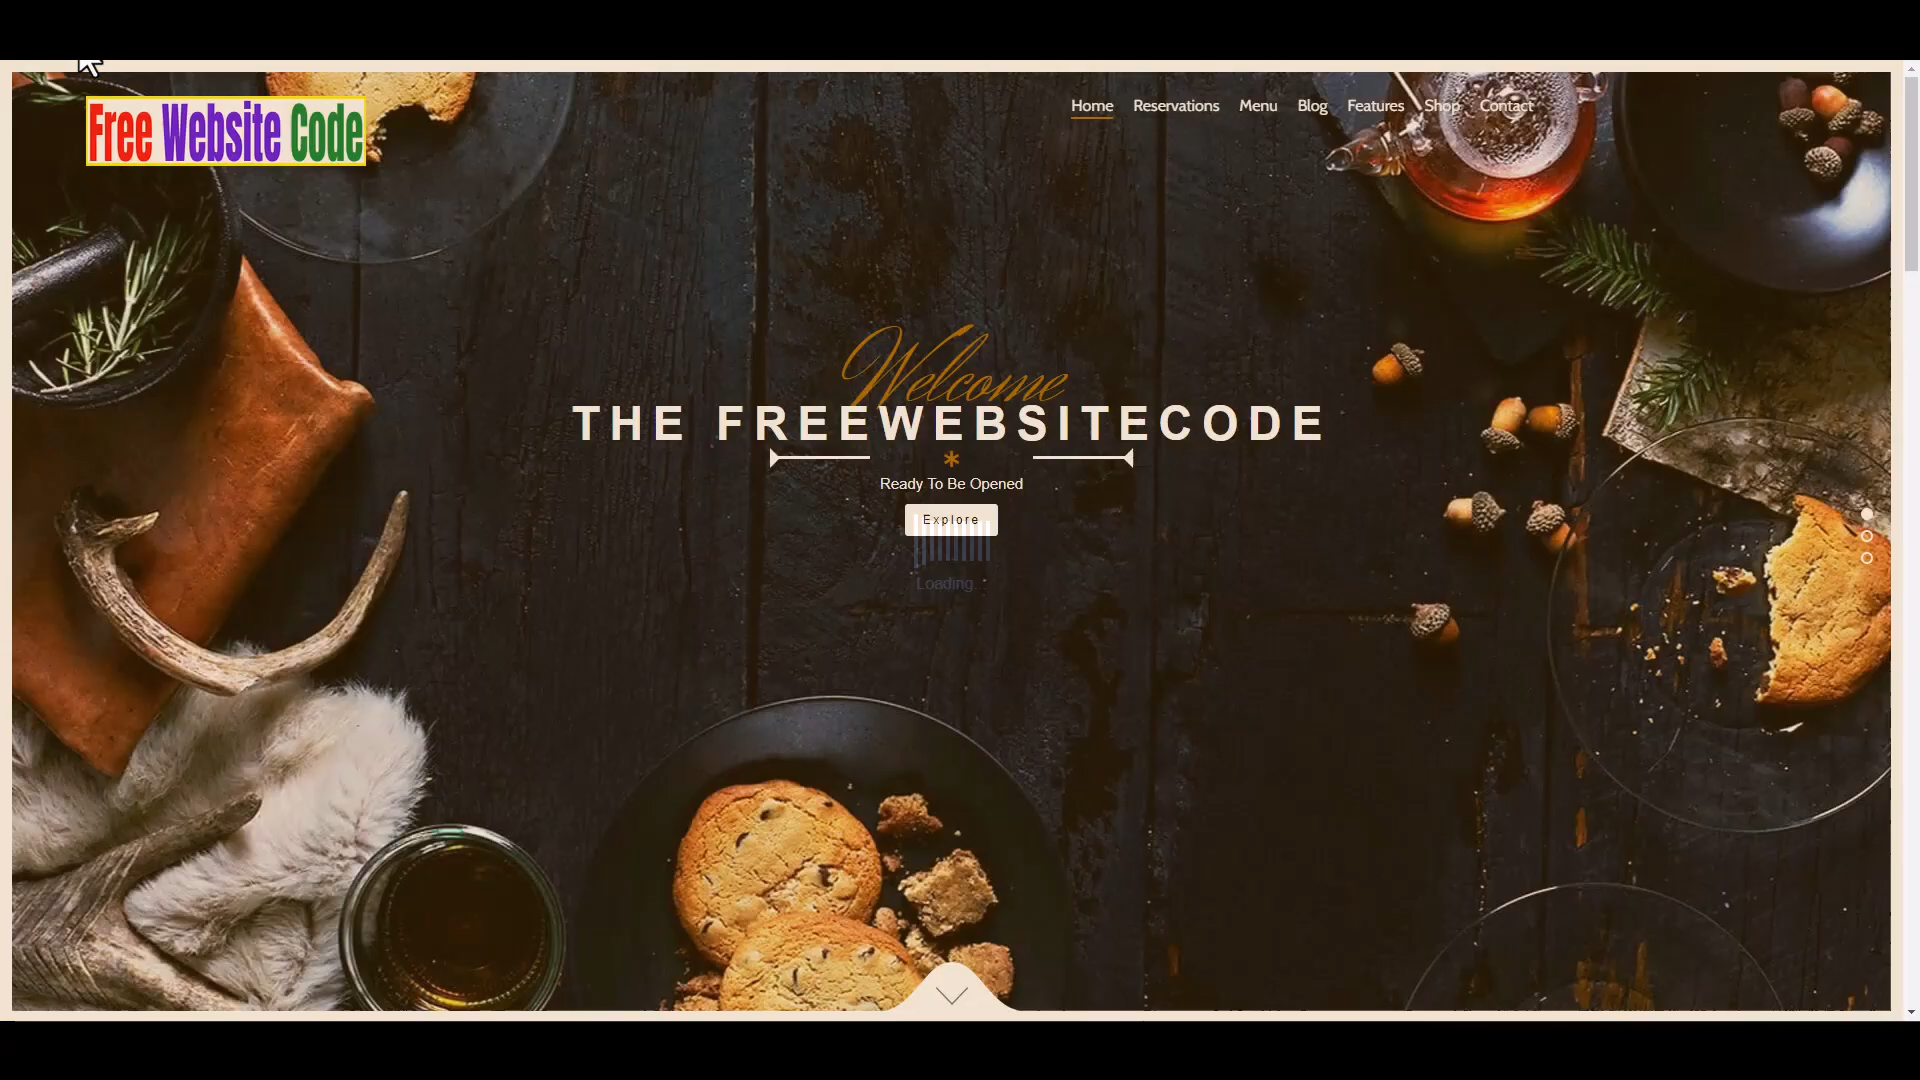 Free Website Code
Home Reservations Menu Blog Features Shop Contact
Welcome
THE FREEWEBSITECODE
Ready To Be Opened
Explore
Loading